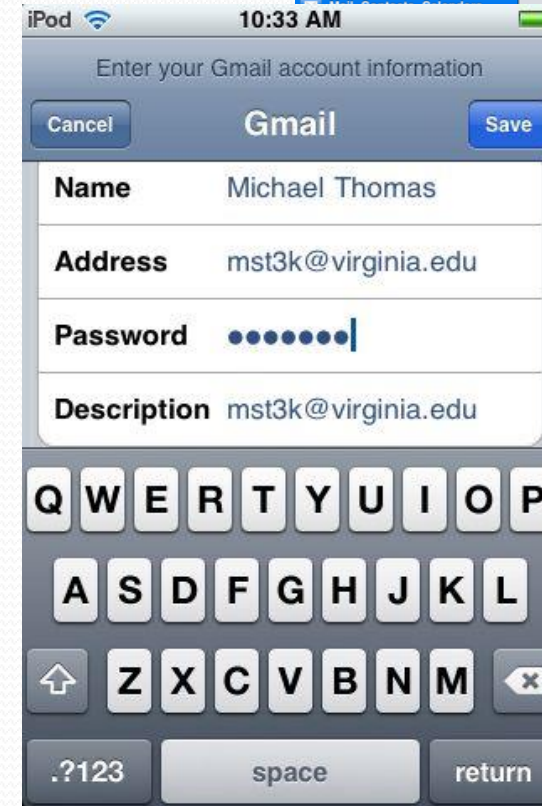 iPod 10:33 AM
Enter your Gmail account information
Cancel Gmail Save
Name Michael Thomas
Address mst3k@virginia.edu
Password •••••••
Description mst3k@virginia.edu
Q W E R T Y U I O P
A S D F G H J K L
Z X C V B N M
.?123 space return